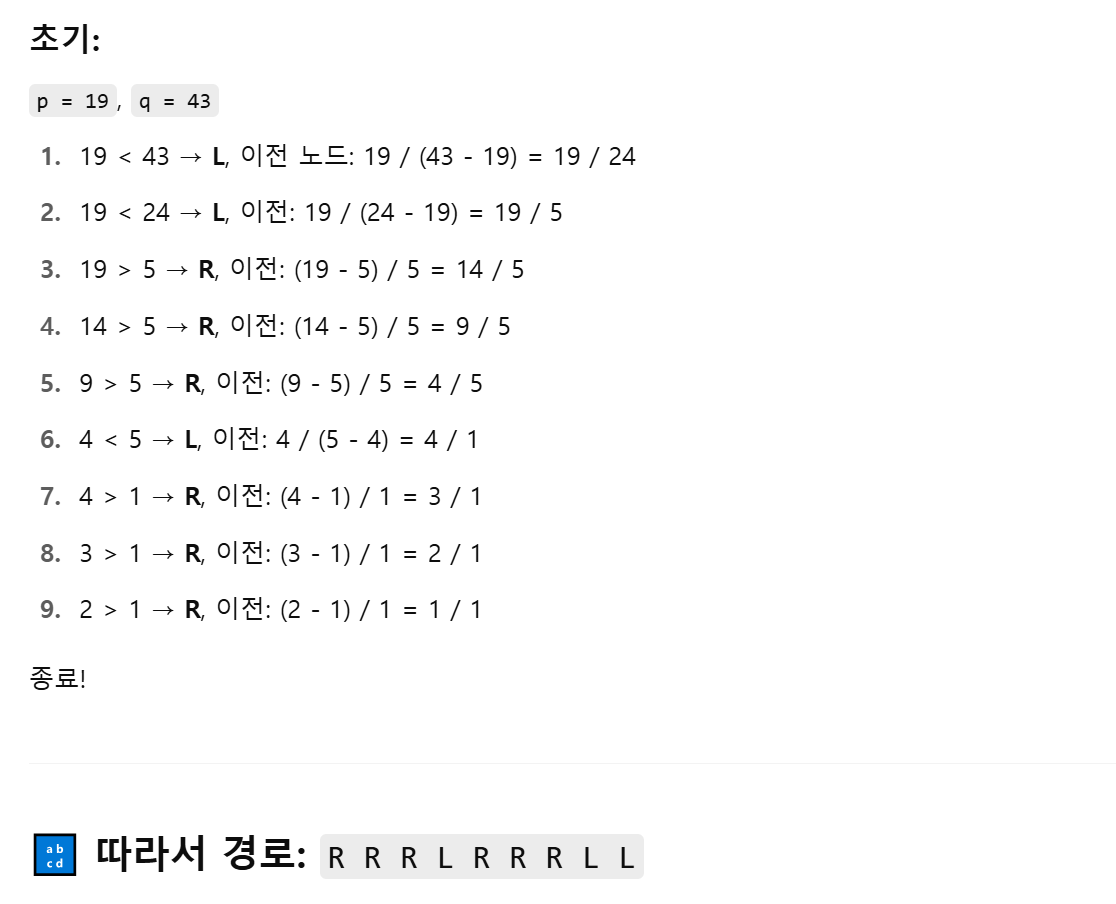 초기:
p = 19, q = 43
1. 19 < 43 → L, 이전 노드: 19 / (43 - 19) = 19 / 24
2. 19 < 24 → L, 이전: 19 / (24 - 19) = 19 / 5
3. 19 > 5 → R, 이전: (19 - 5) / 5 = 14 / 5
4. 14 > 5 → R, 이전: (14 - 5) / 5 = 9 / 5
5. 9 > 5 → R, 이전: (9 - 5) / 5 = 4 / 5
6. 4 < 5 → L, 이전: 4 / (5 - 4) = 4 / 1
7. 4 > 1 → R, 이전: (4 - 1) / 1 = 3 / 1
8. 3 > 1 → R, 이전: (3 - 1) / 1 = 2 / 1
9. 2 > 1 → R, 이전: (2 - 1) / 1 = 1 / 1
종료!
🔡 따라서 경로: R R R L R R R L L